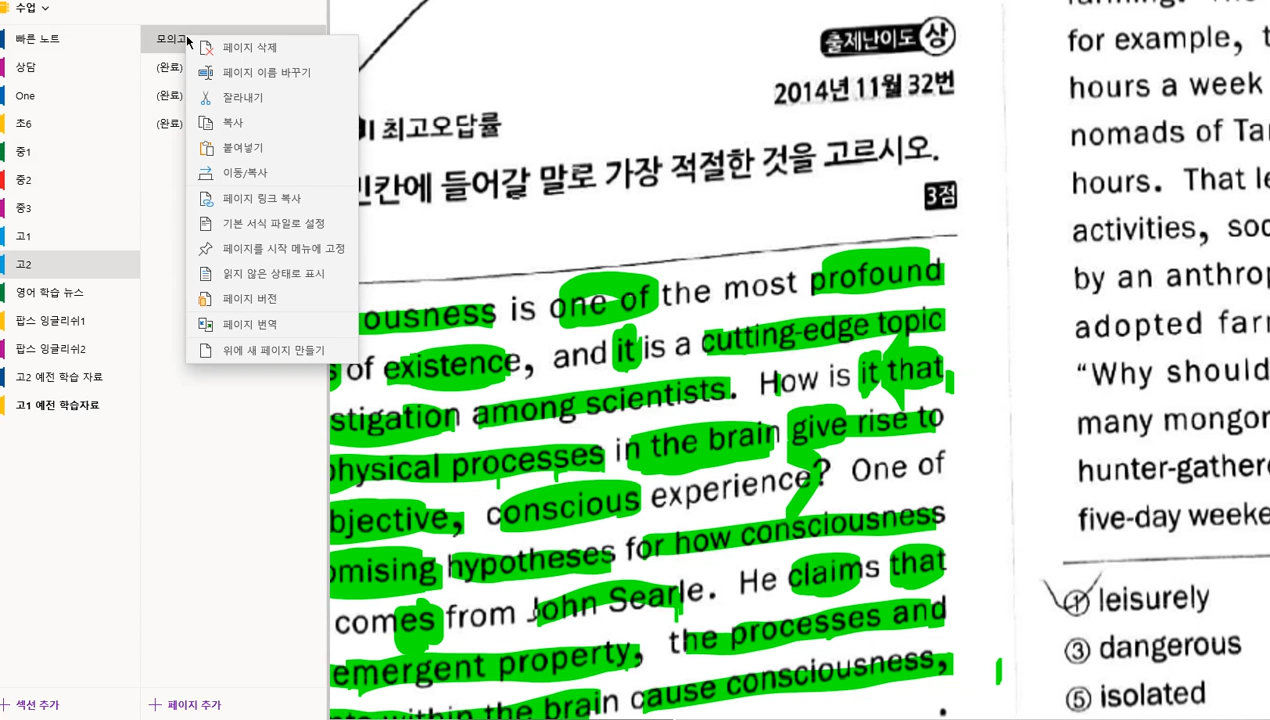 수업
빠른 노트
상담
One
초6
중1
중2
중3
고1
고2
영어 학습 뉴스
팝스 잉글리쉬1
팝스 잉글리쉬2
고2 예전 학습 자료
고1 예전 학습자료
섹션 추가
모의고
(완료)
(완료)
(완료)
페이지 추가
페이지 삭제
페이지 이름 바꾸기
잘라내기
복사
붙여넣기
이동/복사
페이지 링크 복사
기본 서식 파일로 설정
페이지를 시작 메뉴에 고정
읽지 않은 상태로 표시
페이지 버전
페이지 번역
위에 새 페이지 만들기
출제난이도 상
2014년 11월 32번
최고오답률
빈칸에 들어갈 말로 가장 적절한 것을 고르시오.
3점
ousness is one of the most profound
of existence, and it is a cutting-edge topic
stigation among scientists. How is it that
physical processes in the brain give rise to
bjective, conscious experience? One of
omising hypotheses for how consciousness
comes from John Searle. He claims that
emergent property, the processes and
within the brain cause consciousness,
farming.
for example,
hours a week
nomads of Tan
hours. That le
activities, soc
by an anthrop
adopted farm
“Why should
many mongon
hunter-gathere
five-day weeke
① leisurely
③ dangerous
⑤ isolated